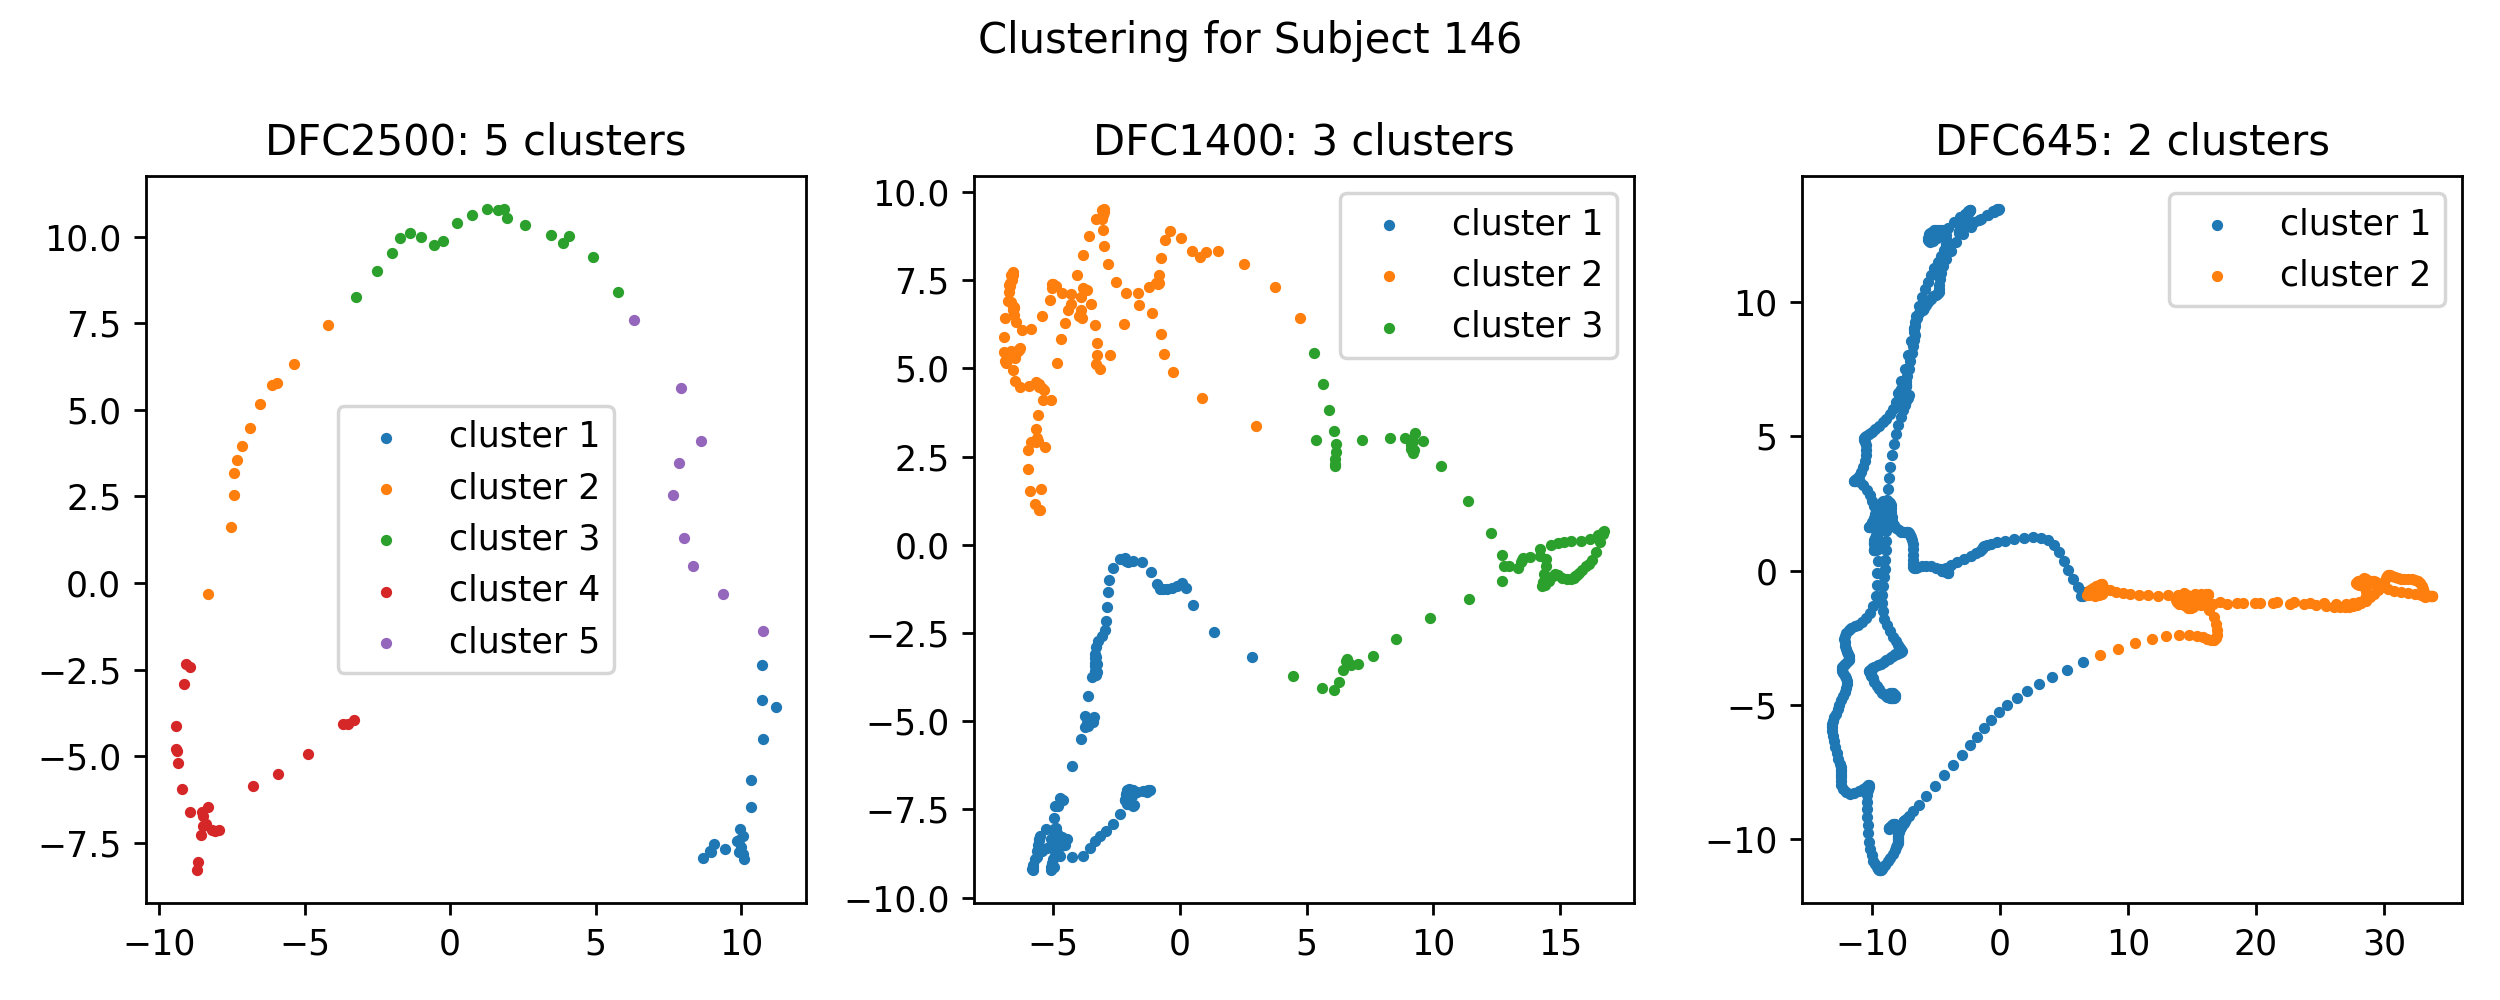 Clustering for Subject 146
DFC2500: 5 clusters
10.0
7.5
5.0
2.5
0.0
−2.5
−5.0
−7.5
−10
−5
0
5
10
cluster 1
cluster 2
cluster 3
cluster 4
cluster 5
DFC1400: 3 clusters
10.0
7.5
5.0
2.5
0.0
−2.5
−5.0
−7.5
−10.0
−5
0
5
10
15
cluster 1
cluster 2
cluster 3
DFC645: 2 clusters
10
5
0
−5
−10
−10
0
10
20
30
cluster 1
cluster 2